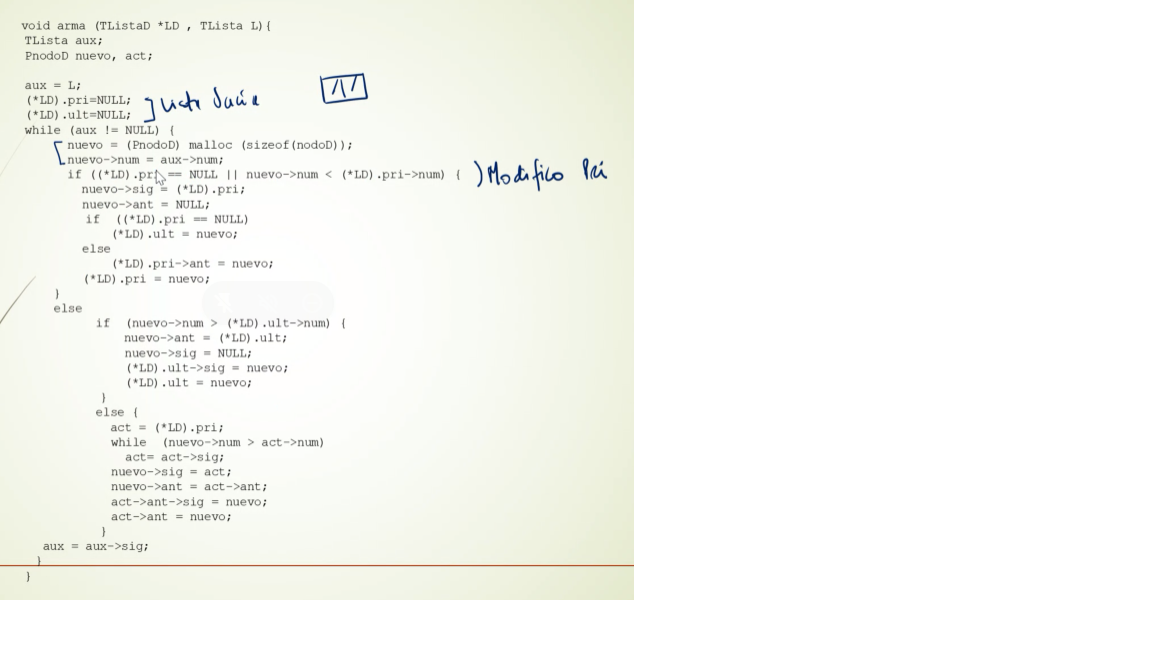 void arma (TListaD *LD , TLista L){
TLista aux;
PnodoD nuevo, act;
aux = L;
(*LD).pri=NULL;
(*LD).ult=NULL;
Lista Vacía
while (aux != NULL) {
nuevo = (PnodoD) malloc (sizeof(nodoD));
nuevo->num = aux->num;
if ((*LD).pri == NULL || nuevo->num < (*LD).pri->num) {
Modifico Pri
nuevo->sig = (*LD).pri;
nuevo->ant = NULL;
if ((*LD).pri == NULL)
(*LD).ult = nuevo;
else
(*LD).pri->ant = nuevo;
(*LD).pri = nuevo;
}
else
if (nuevo->num > (*LD).ult->num) {
nuevo->ant = (*LD).ult;
nuevo->sig = NULL;
(*LD).ult->sig = nuevo;
(*LD).ult = nuevo;
}
else {
act = (*LD).pri;
while (nuevo->num > act->num)
act= act->sig;
nuevo->sig = act;
nuevo->ant = act->ant;
act->ant->sig = nuevo;
act->ant = nuevo;
}
aux = aux->sig;
}
}